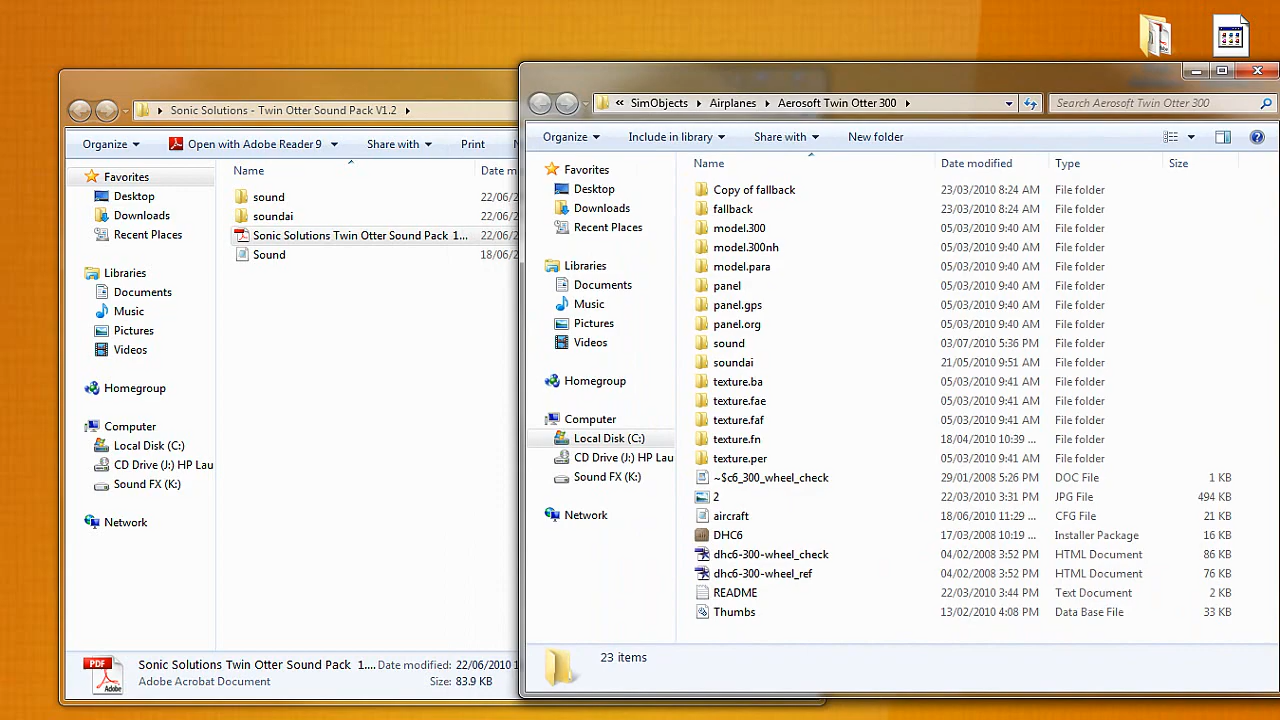 Sonic Solutions - Twin Otter Sound Pack V1.2
Organize Open with Adobe Reader 9 Share with Print
Name Date m
Favorites
Desktop
Downloads
Recent Places
Libraries
Documents
Music
Pictures
Videos
Homegroup
Computer
Local Disk (C:)
CD Drive (J:) HP Lau
Sound FX (K:)
Network
sound 22/06/2
soundai 22/06/2
Sonic Solutions Twin Otter Sound Pack 1... 22/06/2
Sound 18/06/2
PDF
Adobe
Sonic Solutions Twin Otter Sound Pack 1.... Date modified: 22/06/2010 1
Adobe Acrobat Document Size: 83.9 KB
« SimObjects Airplanes Aerosoft Twin Otter 300 Search Aerosoft Twin Otter 300
Organize Include in library Share with New folder
Favorites
Desktop
Downloads
Recent Places
Libraries
Documents
Music
Pictures
Videos
Homegroup
Computer
Local Disk (C:)
CD Drive (J:) HP Lau
Sound FX (K:)
Network
Name Date modified Type Size
Copy of fallback 23/03/2010 8:24 AM File folder
fallback 23/03/2010 8:24 AM File folder
model.300 05/03/2010 9:40 AM File folder
model.300nh 05/03/2010 9:40 AM File folder
model.para 05/03/2010 9:40 AM File folder
panel 05/03/2010 9:40 AM File folder
panel.gps 05/03/2010 9:40 AM File folder
panel.org 05/03/2010 9:40 AM File folder
sound 03/07/2010 5:36 PM File folder
soundai 21/05/2010 9:51 AM File folder
texture.ba 05/03/2010 9:41 AM File folder
texture.fae 05/03/2010 9:41 AM File folder
texture.faf 05/03/2010 9:41 AM File folder
texture.fn 18/04/2010 10:39 ... File folder
texture.per 05/03/2010 9:41 AM File folder
~$c6_300_wheel_check 29/01/2008 5:26 PM DOC File 1 KB
2 22/03/2010 3:31 PM JPG File 494 KB
aircraft 18/06/2010 11:29 ... CFG File 21 KB
DHC6 17/03/2008 10:19 ... Installer Package 16 KB
dhc6-300-wheel_check 04/02/2008 3:52 PM HTML Document 86 KB
dhc6-300-wheel_ref 04/02/2008 3:52 PM HTML Document 76 KB
README 22/03/2010 3:44 PM Text Document 2 KB
Thumbs 13/02/2010 4:08 PM Data Base File 33 KB
23 items